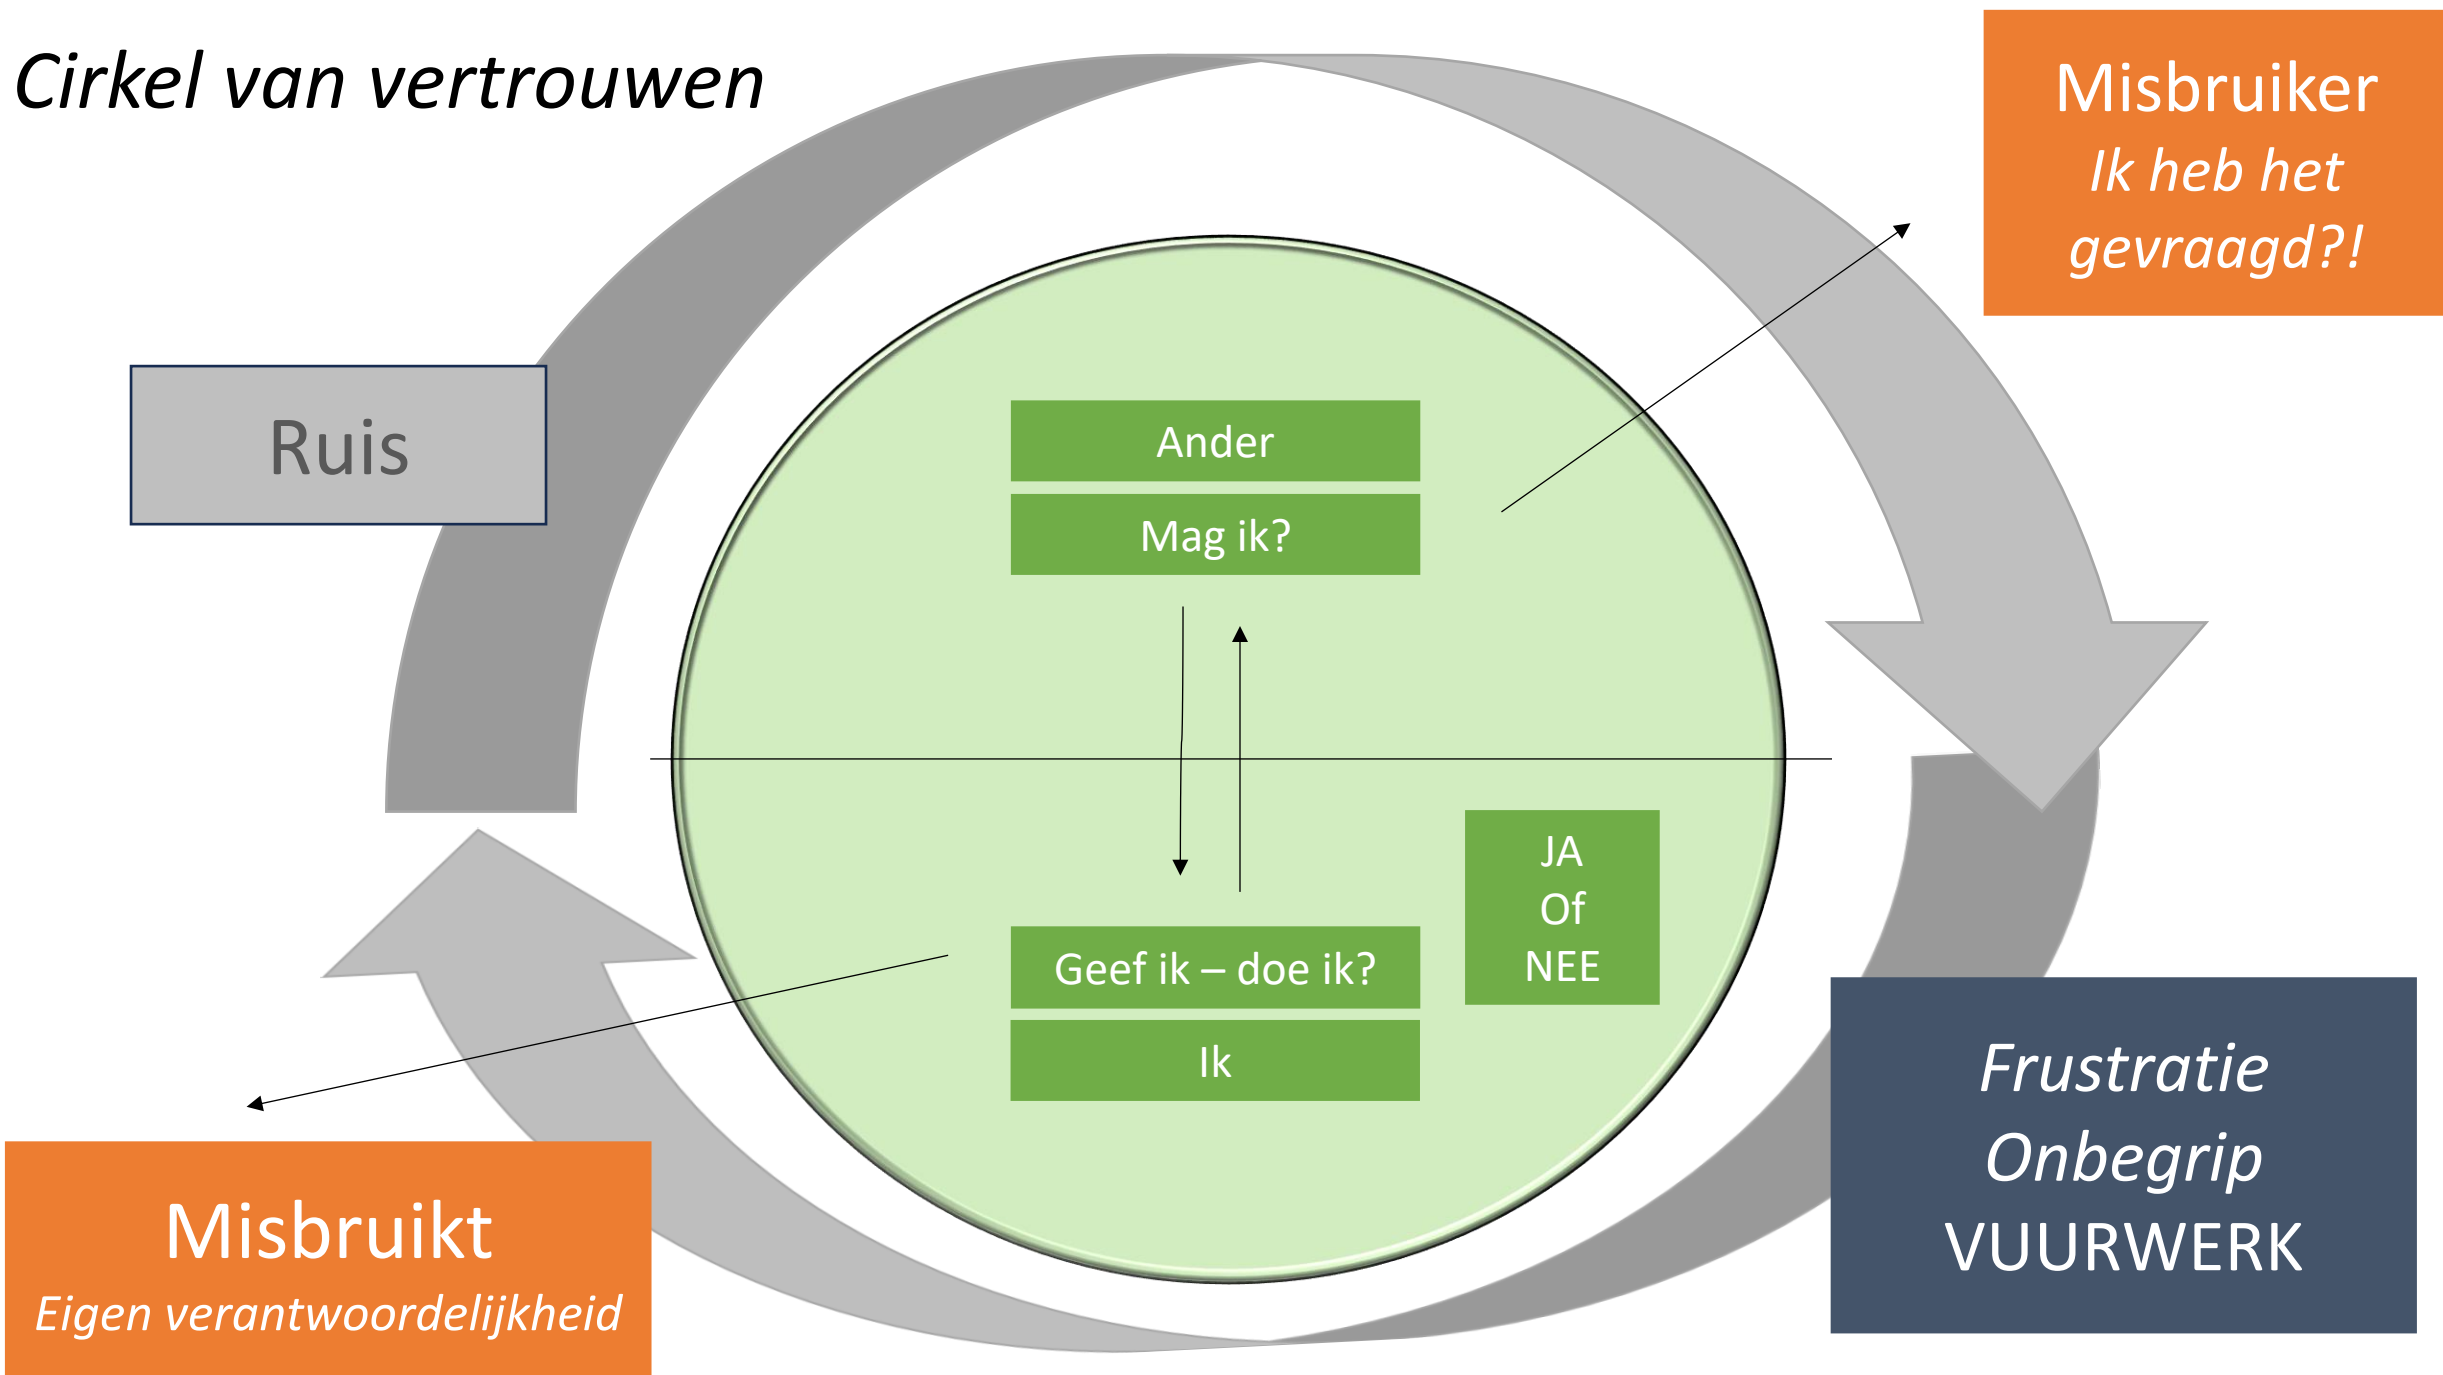 Cirkel van vertrouwen
Misbruiker
Ik heb het
gevraagd?!
Ruis
Ander
Mag ik?
JA
Of
NEE
Geef ik – doe ik?
Ik
Frustratie
Onbegrip
VUURWERK
Misbruikt
Eigen verantwoordelijkheid